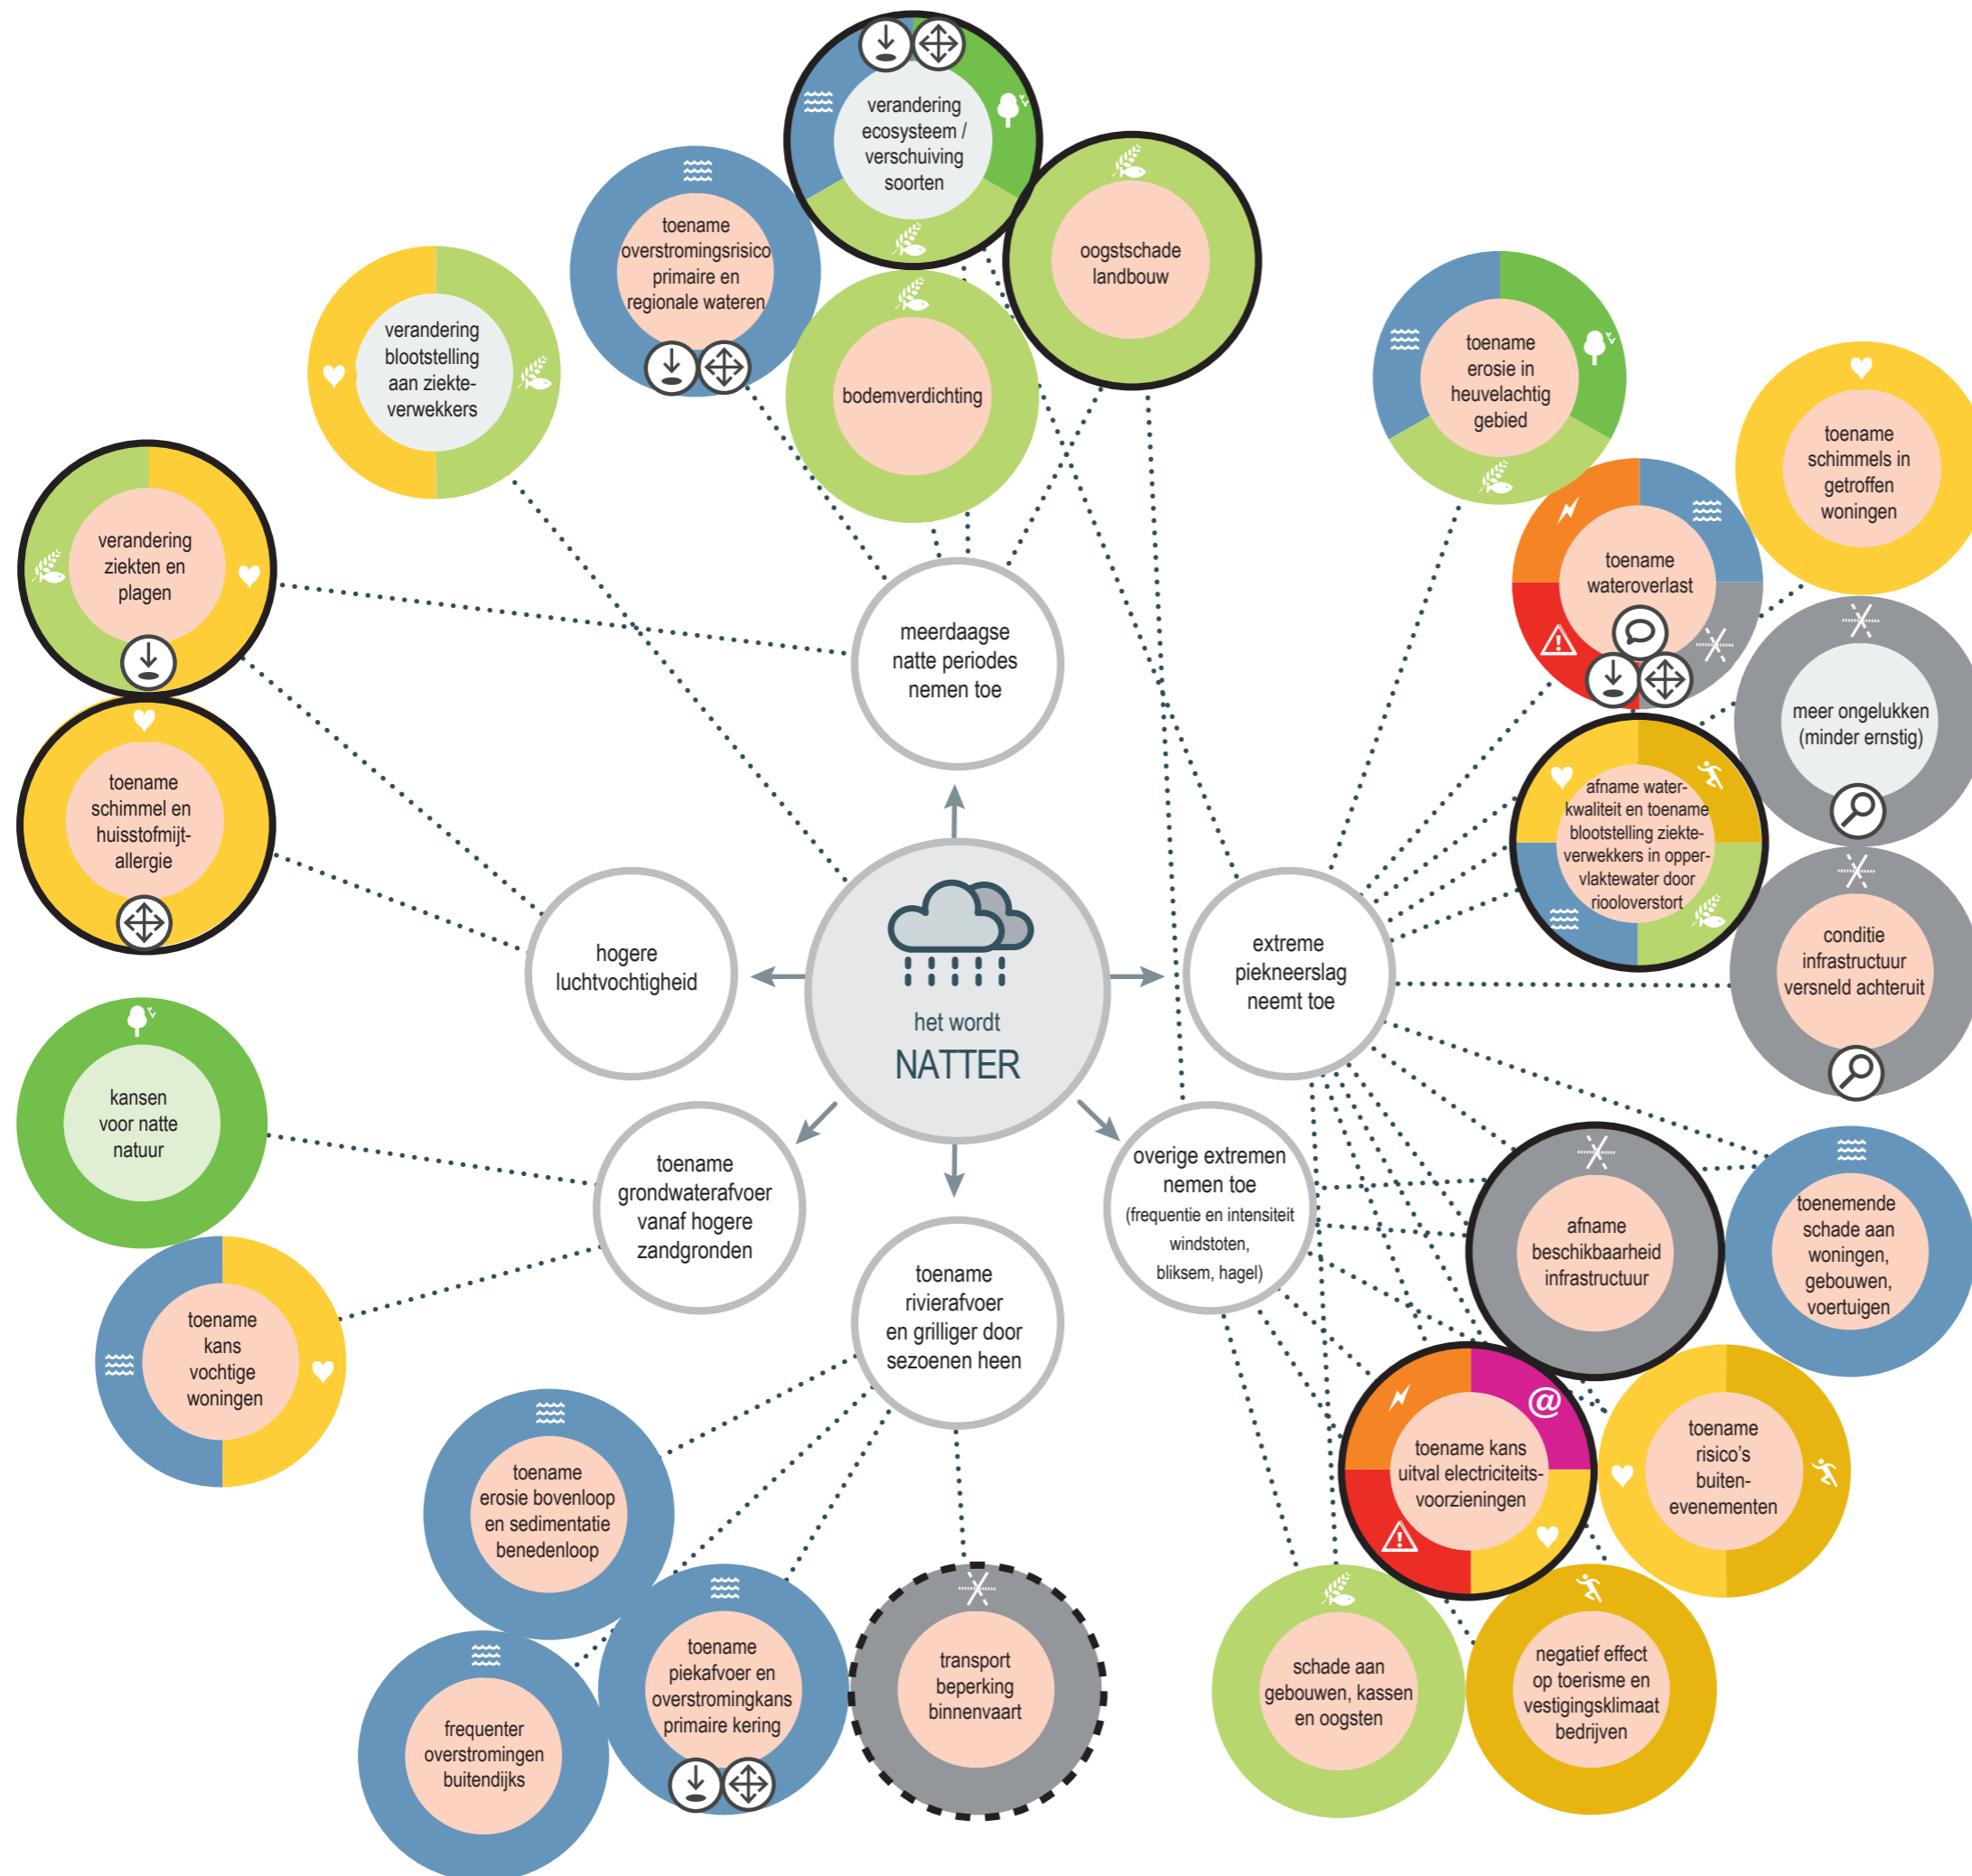 verandering
ecosysteem /
verschuiving
soorten
toename
overstromingsrisico
primaire en
regionale wateren
oogstschade
landbouw
bodemverdichting
verandering
blootstelling
aan ziekte-
verwekkers
toename
erosie in
heuvelachtig
gebied
toename
schimmels in
getroffen
woningen
verandering
ziekten en
plagen
toename
wateroverlast
meerdaagse
natte periodes
nemen toe
meer ongelukken
(minder ernstig)
toename
schimmel en
huisstofmijt-
allergie
afname water-
kwaliteit en toename
blootstelling ziekte-
verwekkers in opper-
vlaktewater door
riooloverstort
hogere
luchtvochtigheid
het wordt
NATTER
extreme
piekneerslag
neemt toe
conditie
infrastructuur
versneld achteruit
kansen
voor natte
natuur
toename
grondwaterafvoer
vanaf hogere
zandgronden
overige extremen
nemen toe
(frequentie en intensiteit
windstoten,
bliksem, hagel)
afname
beschikbaarheid
infrastructuur
toenemende
schade aan
woningen,
gebouwen,
voertuigen
toename
kans
vochtige
woningen
toename
rivierafvoer
en grilliger door
sezoenen heen
@
toename kans
uitval electriciteits-
voorzieningen
toename
risico's
buiten-
evenementen
toename
erosie bovenloop
en sedimentatie
benedenloop
toename
piekafvoer en
overstromingkans
primaire kering
transport
beperking
binnenvaart
schade aan
gebouwen, kassen
en oogsten
negatief effect
op toerisme en
vestigingsklimaat
bedrijven
frequenter
overstromingen
buitendijks